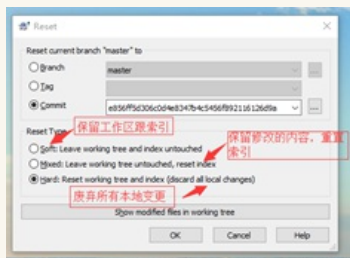 Reset
Reset current branch "master" to
Branch
master
...
Tag
...
Commit
e856ff5d306c0d4e8347b4c5456f892116126d9a
...
Reset Type
保留工作区跟索引
Soft: Leave working tree and index untouched
保留修改的内容,重置
索引
Mixed: Leave working tree untouched, reset index
Hard: Reset working tree and index (discard all local changes)
废弃所有本地变更
Show modified files in working tree
OK
Cancel
Help